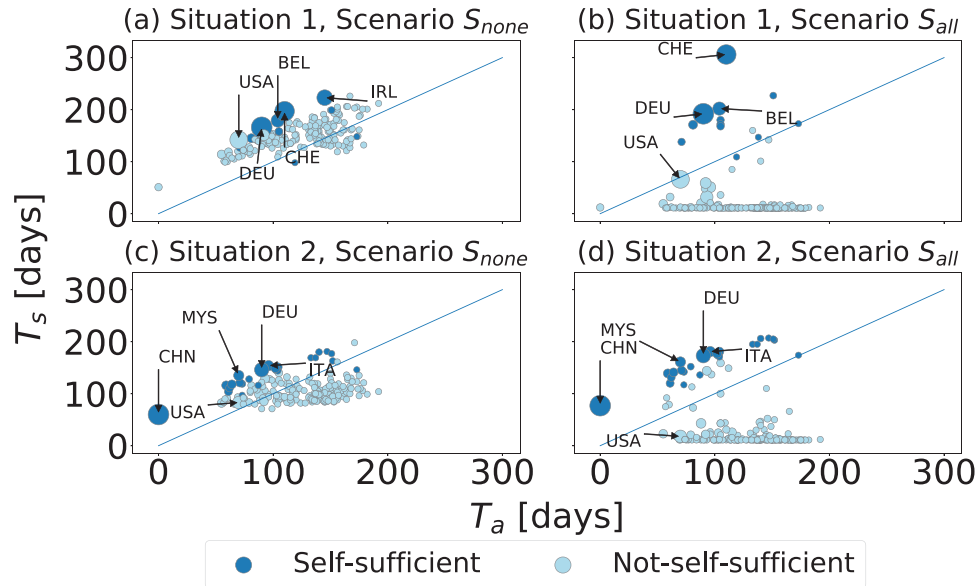 (a) Situation 1, Scenario S_none
(b) Situation 1, Scenario S_all
300
200
100
0
USA
BEL
IRL
DEU
CHE
CHE
DEU
BEL
USA
(c) Situation 2, Scenario S_none
(d) Situation 2, Scenario S_all
300
200
100
0
MYS
DEU
CHN
ITA
USA
DEU
MYS
CHN
ITA
USA
0
100
200
300
0
100
200
300
T_s [days]
T_a [days]
Self-sufficient
Not-self-sufficient